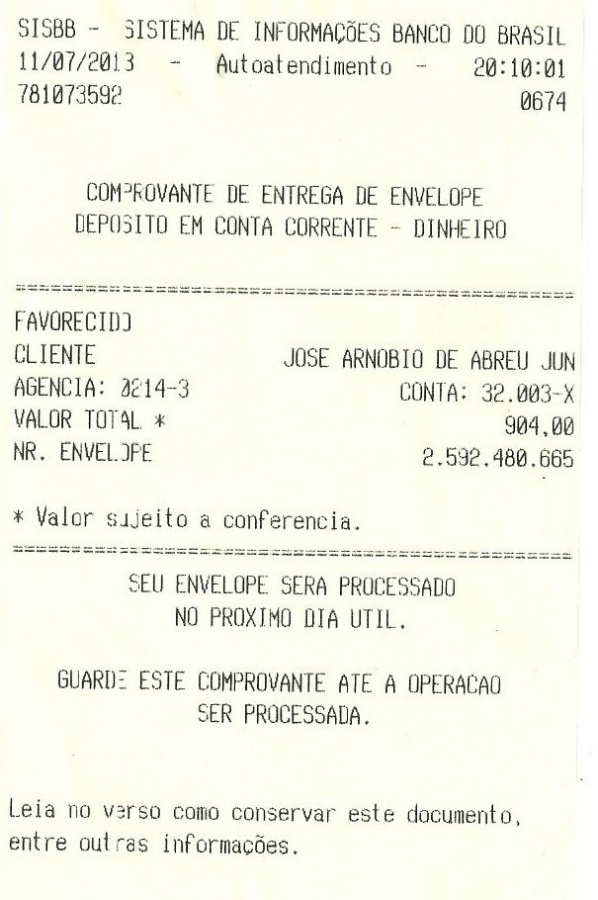 SISBB - SISTEMA DE INFORMAÇÕES BANCO DO BRASIL
11/07/2013 - Autoatendimento - 20:10:01
781073592 0674
COMPROVANTE DE ENTREGA DE ENVELOPE
DEPOSITO EM CONTA CORRENTE - DINHEIRO
================================================
FAVORECIDO
CLIENTE JOSE ARNOBIO DE ABREU JUN
AGENCIA: 0214-3 CONTA: 32.003-X
VALOR TOTAL * 904,00
NR. ENVELOPE 2.592.480.665
* Valor sujeito a conferencia.
================================================
SEU ENVELOPE SERA PROCESSADO
NO PROXIMO DIA UTIL.
GUARDE ESTE COMPROVANTE ATE A OPERACAO
SER PROCESSADA.
Leia no verso como conservar este documento,
entre outras informações.